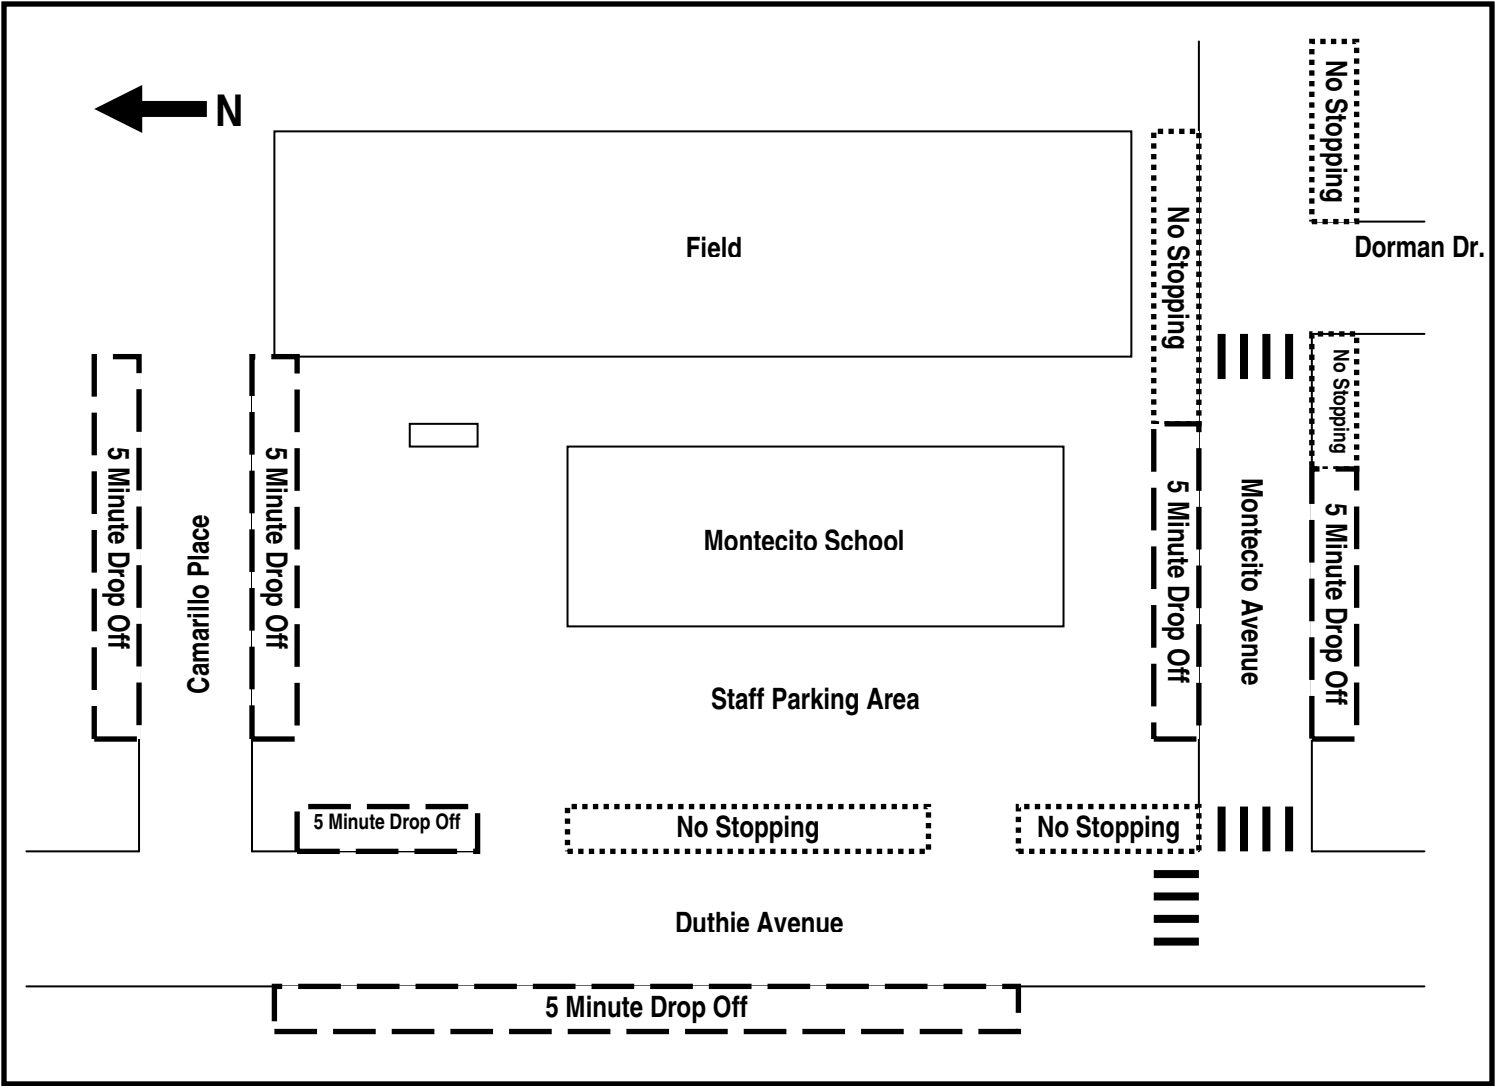 N
No Stopping
No Stopping
Field
Dorman Dr.
No Stopping
5 Minute Drop Off
5 Minute Drop Off
Camarillo Place
Montecito School
5 Minute Drop Off
Montecito Avenue
5 Minute Drop Off
Staff Parking Area
5 Minute Drop Off
No Stopping
No Stopping
Duthie Avenue
5 Minute Drop Off